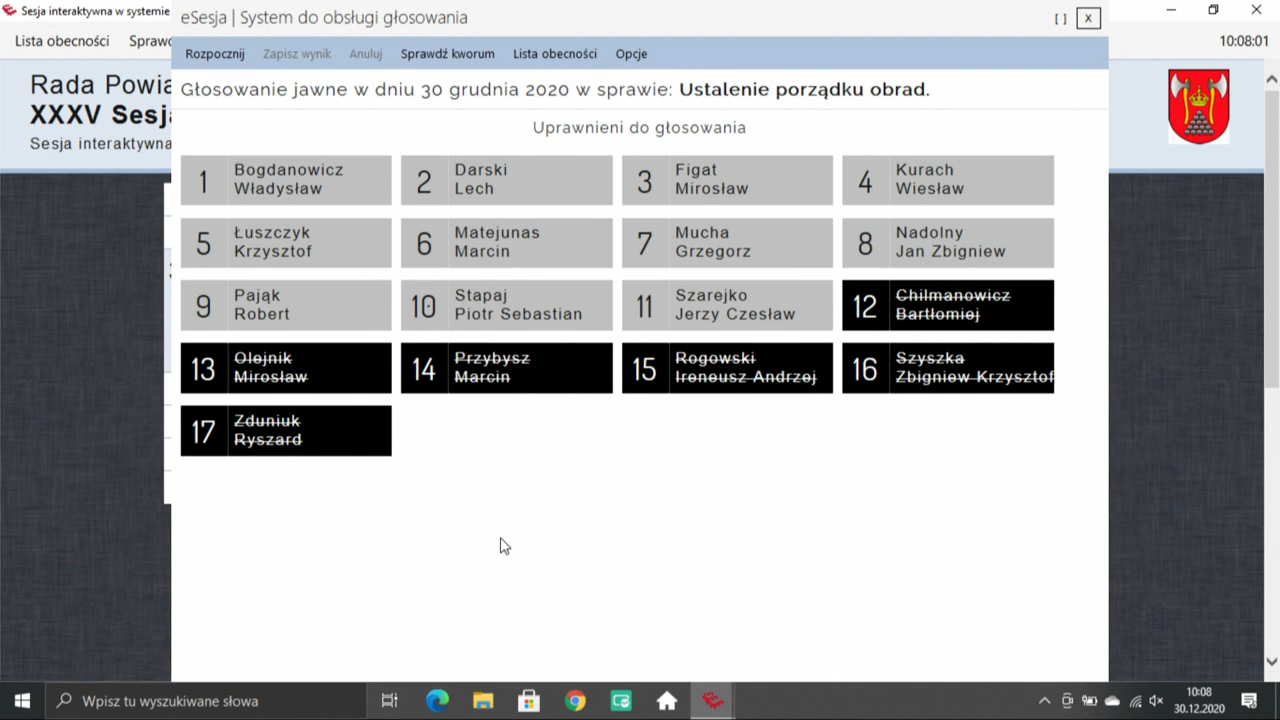 Sesja interaktywna w systemie
eSesja | System do obsługi głosowania
[ ] X
Lista obecności
Rozpocznij Zapisz wynik Anuluj Sprawdź kworum Lista obecności Opcje
10:08:01
Rada
XXXV
Sesja interaktywna
Głosowanie jawne w dniu 30 grudnia 2020 w sprawie: Ustalenie porządku obrad.
Uprawnieni do głosowania
1 Bogdanowicz
Władysław
2 Darski
Lech
3 Figat
Mirosław
4 Kurach
Wiesław
5 Łuszczyk
Krzysztof
6 Matejunas
Marcin
7 Mucha
Grzegorz
8 Nadolny
Jan Zbigniew
9 Pająk
Robert
10 Stapaj
Piotr Sebastian
11 Szarejko
Jerzy Czesław
12 Chilmanowicz
Bartłomiej
13 Olejnik
Mirosław
14 Przybysz
Marcin
15 Rogowski
Ireneusz Andrzej
16 Szyszka
Zbigniew Krzysztof
17 Zduniuk
Ryszard
Wpisz tu wyszukiwane słowa
10:08
30.12.2020